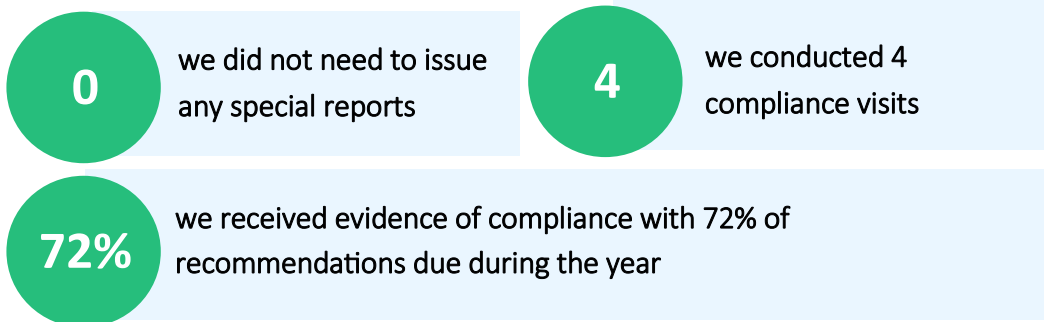 0
we did not need to issue
any special reports
4
we conducted 4
compliance visits
72%
we received evidence of compliance with 72% of
recommendations due during the year